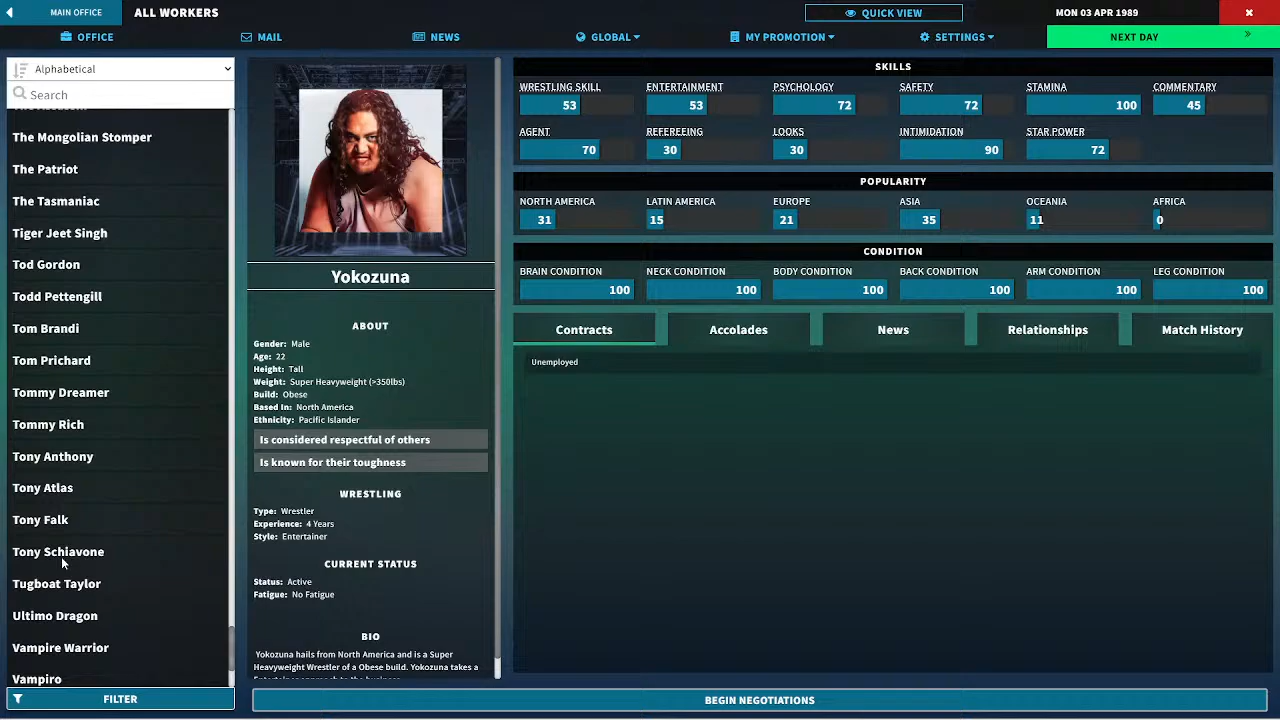 MAIN OFFICE
ALL WORKERS
QUICK VIEW
MON 03 APR 1989
OFFICE
MAIL
NEWS
GLOBAL
MY PROMOTION
SETTINGS
NEXT DAY
Alphabetical
Search
The Mongolian Stomper
The Patriot
The Tasmaniac
Tiger Jeet Singh
Tod Gordon
Todd Pettengill
Tom Brandi
Tom Prichard
Tommy Dreamer
Tommy Rich
Tony Anthony
Tony Atlas
Tony Falk
Tony Schiavone
Tugboat Taylor
Ultimo Dragon
Vampire Warrior
Vampiro
FILTER
Yokozuna
ABOUT
Gender: Male
Age: 22
Height: Tall
Weight: Super Heavyweight (>350lbs)
Build: Obese
Based In: North America
Ethnicity: Pacific Islander
Is considered respectful of others
Is known for their toughness
WRESTLING
Type: Wrestler
Experience: 4 Years
Style: Entertainer
CURRENT STATUS
Status: Active
Fatigue: No Fatigue
BIO
Yokozuna hails from North America and is a Super
Heavyweight Wrestler of a Obese build. Yokozuna takes a
SKILLS
WRESTLING SKILL ENTERTAINMENT PSYCHOLOGY SAFETY STAMINA COMMENTARY
53 53 72 72 100 45
AGENT REFEREEING LOOKS INTIMIDATION STAR POWER
70 30 30 90 72
POPULARITY
NORTH AMERICA LATIN AMERICA EUROPE ASIA OCEANIA AFRICA
31 15 21 35 11 0
CONDITION
BRAIN CONDITION NECK CONDITION BODY CONDITION BACK CONDITION ARM CONDITION LEG CONDITION
100 100 100 100 100 100
Contracts Accolades News Relationships Match History
Unemployed
BEGIN NEGOTIATIONS